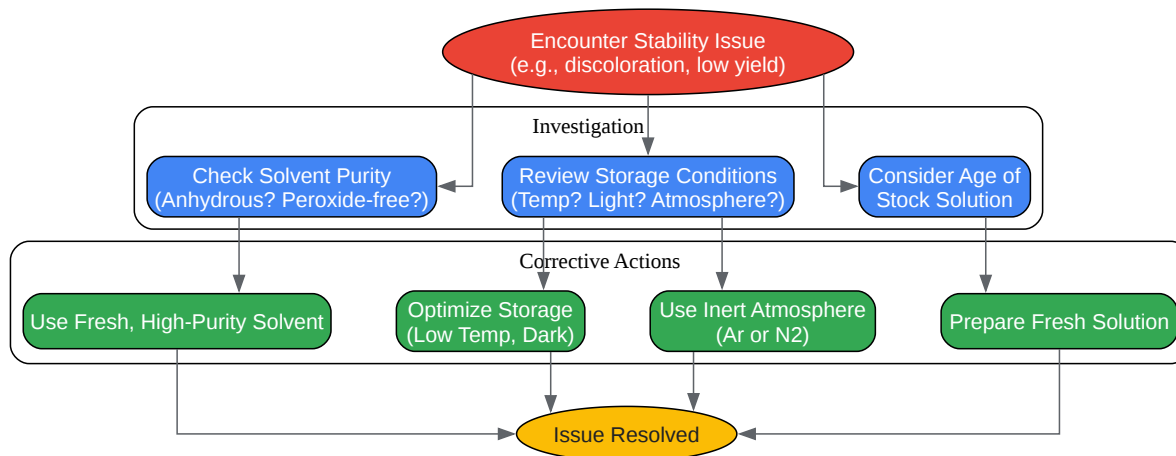 Encounter Stability Issue
(e.g., discoloration, low yield)
Investigation
Check Solvent Purity
(Anhydrous? Peroxide-free?)
Review Storage Conditions
(Temp? Light? Atmosphere?)
Consider Age of
Stock Solution
Corrective Actions
Use Fresh, High-Purity Solvent
Optimize Storage
(Low Temp, Dark)
Use Inert Atmosphere
(Ar or N2)
Prepare Fresh Solution
Issue Resolved